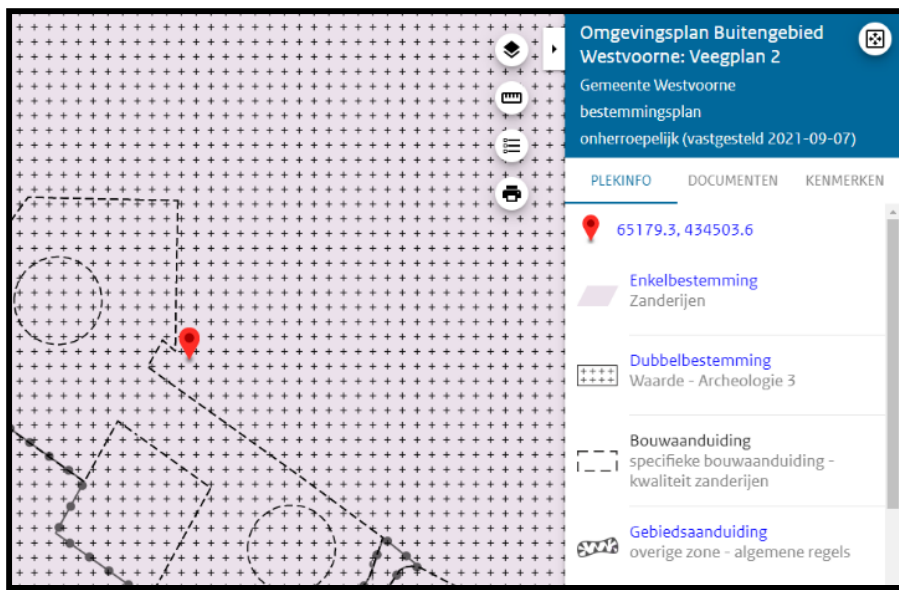 Omgevingsplan Buitengebied
Westvoorne: Veegplan 2
Gemeente Westvoorne
bestemmingsplan
onherroepelijk (vastgesteld 2021-09-07)
PLEKINFO DOCUMENTEN KENMERKEN
65179.3, 434503.6
Enkelbestemming
Zanderijen
Dubbelbestemming
Waarde - Archeologie 3
Bouwaanduiding
specifieke bouwaanduiding -
kwaliteit zanderijen
Gebiedsaanduiding
overige zone - algemene regels